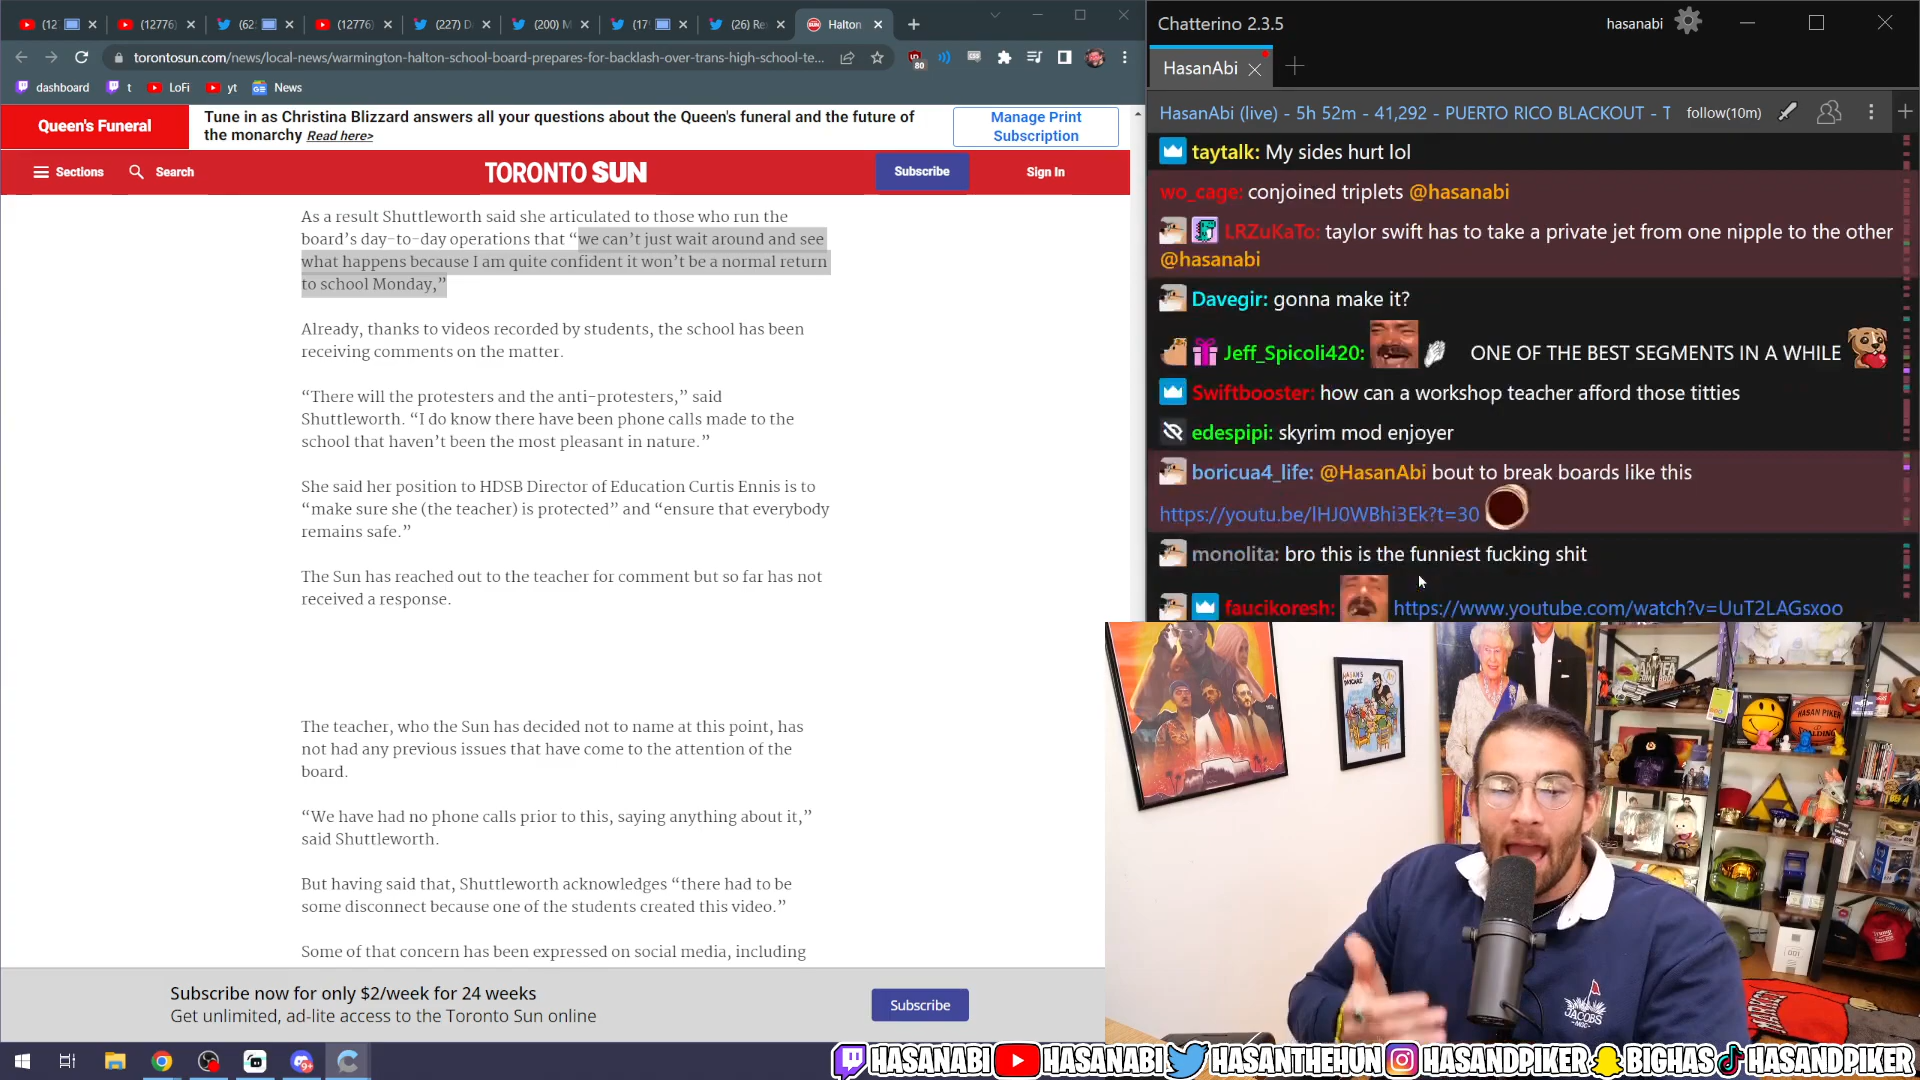 (12
(12776)
(62
(12776)
(227) D
(200) M
(17
(26) Re
Halton
torontosun.com/news/local-news/warmington-halton-school-board-prepares-for-backlash-over-trans-high-school-te...
80
dashboard
t
LoFi
yt
News
Queen's Funeral
Tune in as Christina Blizzard answers all your questions about the Queen's funeral and the future of
the monarchy Read here>
Manage Print
Subscription
Sections
Search
TORONTO SUN
Subscribe
Sign In
As a result Shuttleworth said she articulated to those who run the
board’s day-to-day operations that “we can’t just wait around and see
what happens because I am quite confident it won’t be a normal return
to school Monday,”
Already, thanks to videos recorded by students, the school has been
receiving comments on the matter.
“There will the protesters and the anti-protesters,” said
Shuttleworth. “I do know there have been phone calls made to the
school that haven’t been the most pleasant in nature.”
She said her position to HDSB Director of Education Curtis Ennis is to
“make sure she (the teacher) is protected” and “ensure that everybody
remains safe.”
The Sun has reached out to the teacher for comment but so far has not
received a response.
The teacher, who the Sun has decided not to name at this point, has
not had any previous issues that have come to the attention of the
board.
“We have had no phone calls prior to this, saying anything about it,”
said Shuttleworth.
But having said that, Shuttleworth acknowledges “there had to be
some disconnect because one of the students created this video.”
Some of that concern has been expressed on social media, including
Subscribe now for only $2/week for 24 weeks
Get unlimited, ad-lite access to the Toronto Sun online
Subscribe
Chatterino 2.3.5
hasanabi
HasanAbi
HasanAbi (live) - 5h 52m - 41,292 - PUERTO RICO BLACKOUT - T
follow(10m)
taytalk: My sides hurt lol
wo_cage: conjoined triplets @hasanabi
LRZuKaTo: taylor swift has to take a private jet from one nipple to the other
@hasanabi
Davegir: gonna make it?
Jeff_Spicoli420: ONE OF THE BEST SEGMENTS IN A WHILE
Swiftbooster: how can a workshop teacher afford those titties
edespipi: skyrim mod enjoyer
boricua4_life: @HasanAbi bout to break boards like this
https://youtu.be/lHJ0WBhi3Ek?t=30
monolita: bro this is the funniest fucking shit
faucikoresh: https://www.youtube.com/watch?v=UuT2LAGsxoo
HASAN PIKER
JACOBS
HASANABI
HASANABI
HASANTHEHUN
HASANDPIKER
BIGHAS
HASANDPIKER